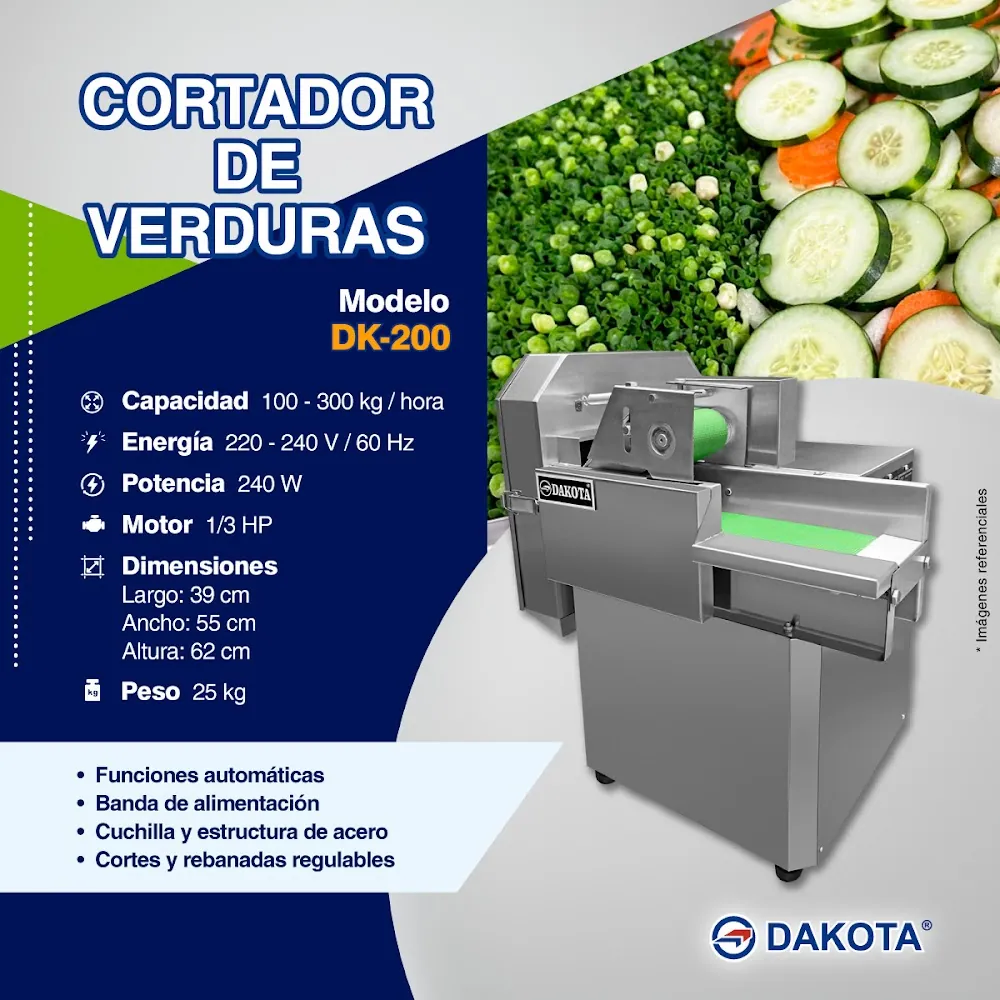 CORTADOR
DE
VERDURAS
Modelo
DK-200
Capacidad 100 - 300 kg / hora
Energía 220 - 240 V / 60 Hz
Potencia 240 W
Motor 1/3 HP
Dimensiones
Largo: 39 cm
Ancho: 55 cm
Altura: 62 cm
kg
Peso 25 kg
• Funciones automáticas
• Banda de alimentación
• Cuchilla y estructura de acero
• Cortes y rebanadas regulables
DAKOTA
* Imágenes referenciales
DAKOTA®